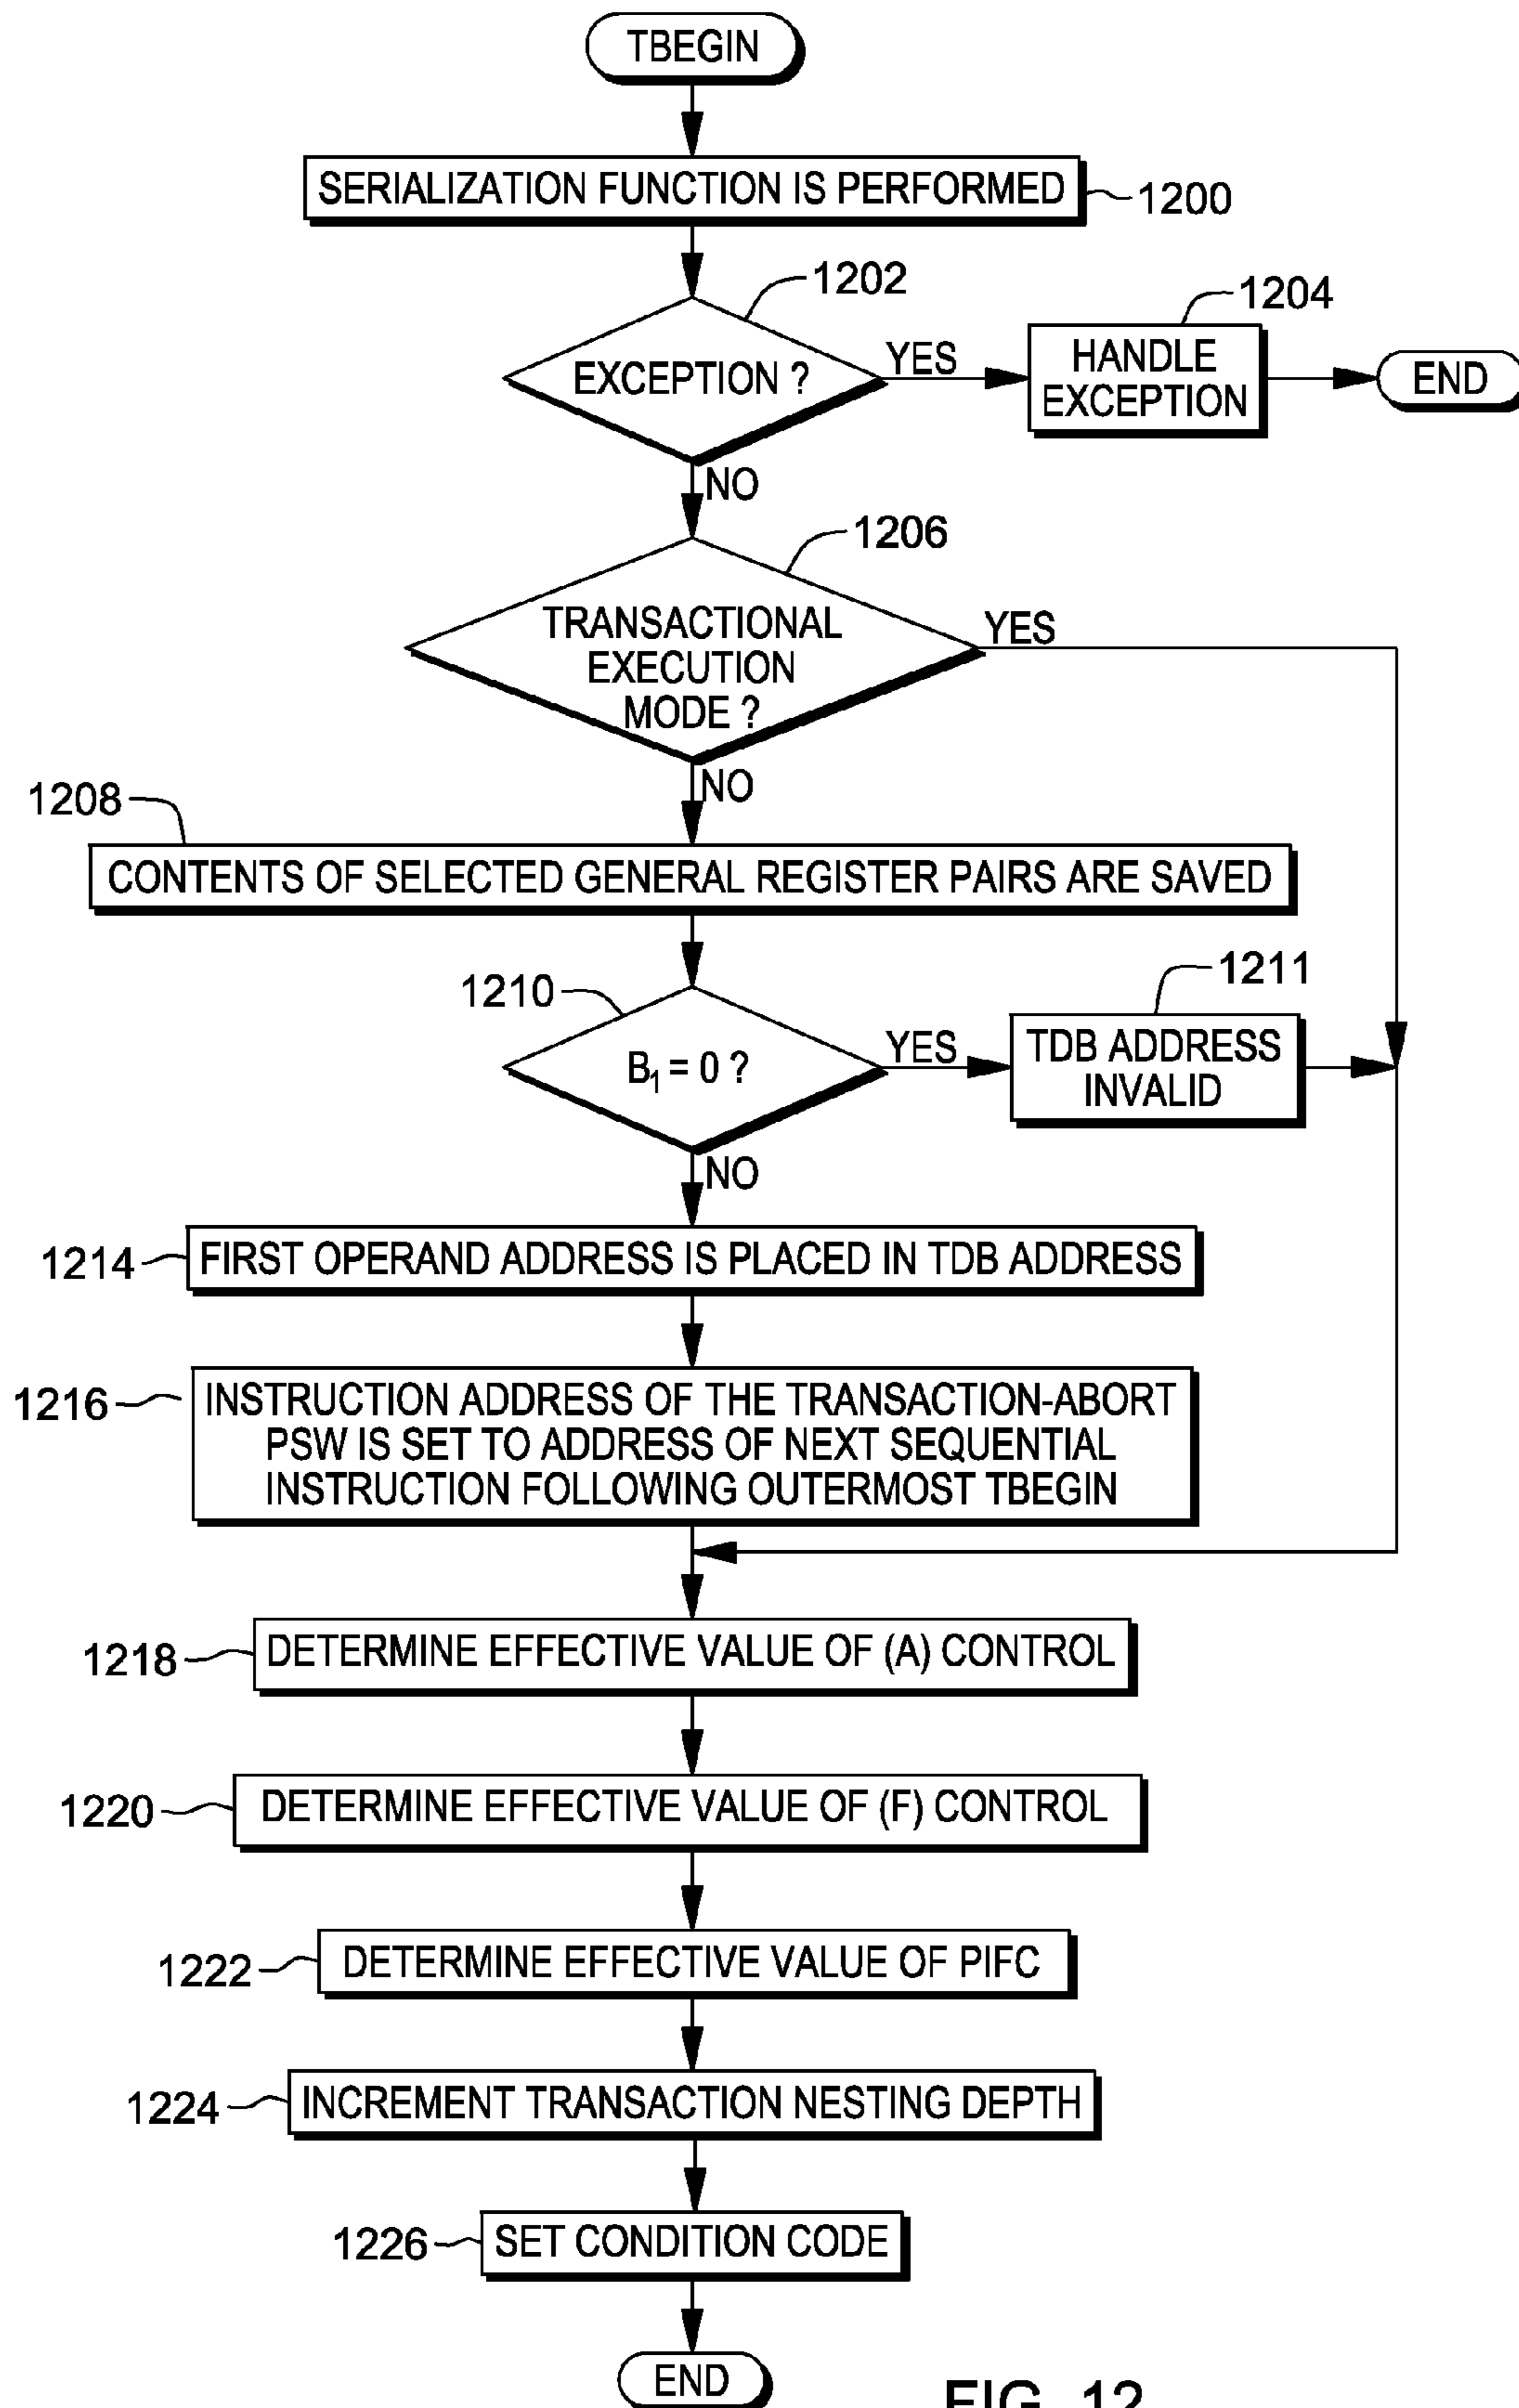 TBEGIN
SERIALIZATION FUNCTION IS PERFORMED
1200
1202
1204
EXCEPTION ?
YES
HANDLE
EXCEPTION
END
NO
1206
TRANSACTIONAL
EXECUTION
MODE ?
YES
NO
1208
CONTENTS OF SELECTED GENERAL REGISTER PAIRS ARE SAVED
1210
1211
B₁ = 0 ?
YES
TDB ADDRESS
INVALID
NO
1214
FIRST OPERAND ADDRESS IS PLACED IN TDB ADDRESS
1216
INSTRUCTION ADDRESS OF THE TRANSACTION-ABORT
PSW IS SET TO ADDRESS OF NEXT SEQUENTIAL
INSTRUCTION FOLLOWING OUTERMOST TBEGIN
1218
DETERMINE EFFECTIVE VALUE OF (A) CONTROL
1220
DETERMINE EFFECTIVE VALUE OF (F) CONTROL
1222
DETERMINE EFFECTIVE VALUE OF PIFC
1224
INCREMENT TRANSACTION NESTING DEPTH
1226
SET CONDITION CODE
END
FIG. 12